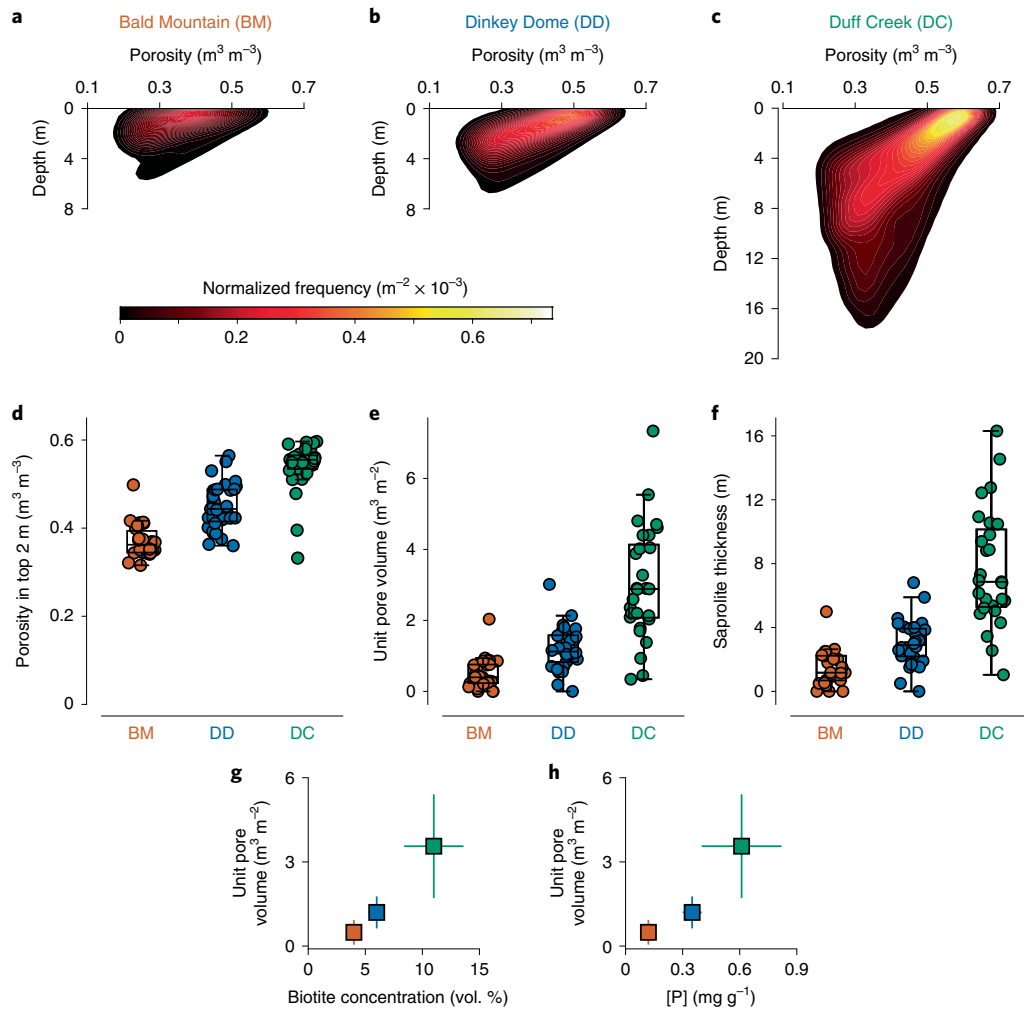 a
Bald Mountain (BM)
Porosity (m³ m⁻³)
0.1 0.3 0.5 0.7
0
4
8
Depth (m)
b
Dinkey Dome (DD)
Porosity (m³ m⁻³)
0.1 0.3 0.5 0.7
0
4
8
Depth (m)
c
Duff Creek (DC)
Porosity (m³ m⁻³)
0.1 0.3 0.5 0.7
0
4
8
12
16
20
Depth (m)
Normalized frequency (m⁻² × 10⁻³)
0 0.2 0.4 0.6
d
Porosity in top 2 m (m³ m⁻³)
0.6
0.4
0.2
0
BM DD DC
e
Unit pore volume (m³ m⁻²)
6
4
2
0
BM DD DC
f
Saprolite thickness (m)
16
12
8
4
0
BM DD DC
g
Unit pore
volume (m³ m⁻²)
6
3
0
0 5 10 15
Biotite concentration (vol. %)
h
Unit pore
volume (m³ m⁻²)
6
3
0
0 0.3 0.6 0.9
[P] (mg g⁻¹)